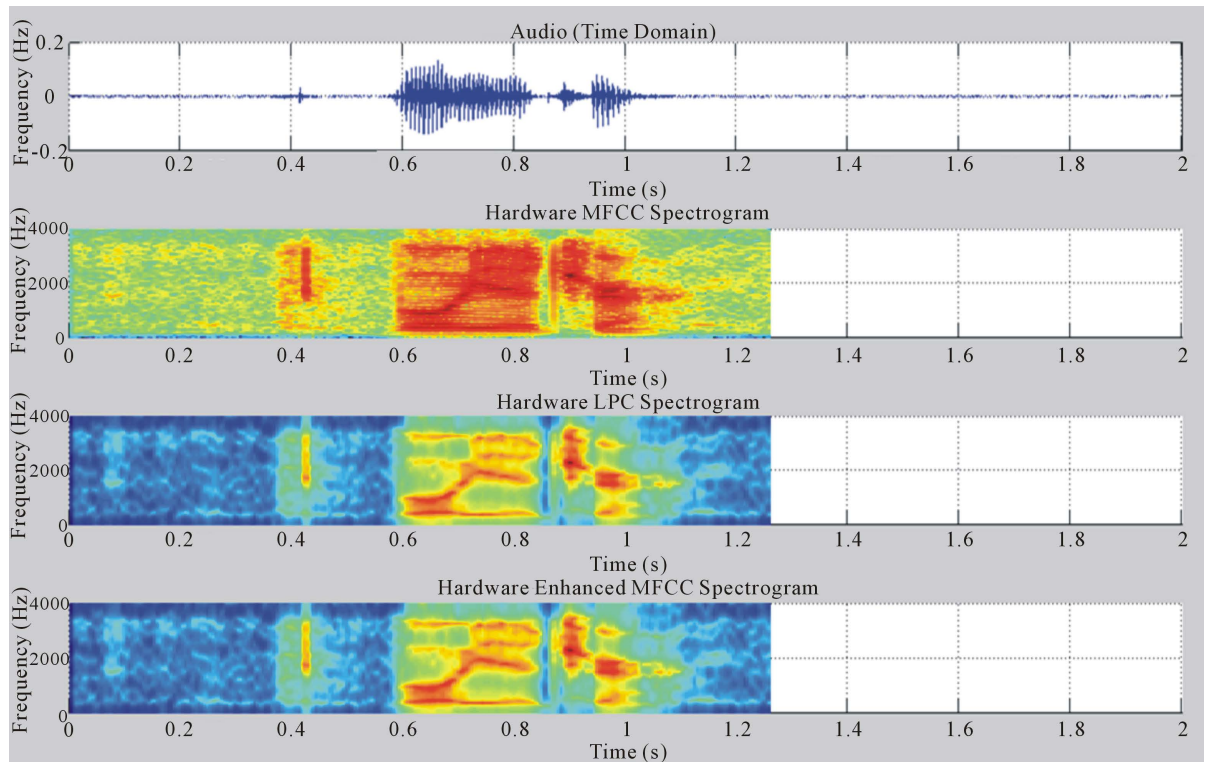 Audio (Time Domain)
Frequency (Hz)
0.2
0
-0.2
0 0.2 0.4 0.6 0.8 1 1.2 1.4 1.6 1.8 2
Time (s)
Hardware MFCC Spectrogram
Frequency (Hz)
4000
2000
0
0 0.2 0.4 0.6 0.8 1 1.2 1.4 1.6 1.8 2
Time (s)
Hardware LPC Spectrogram
Frequency (Hz)
4000
2000
0
0 0.2 0.4 0.6 0.8 1 1.2 1.4 1.6 1.8 2
Time (s)
Hardware Enhanced MFCC Spectrogram
Frequency (Hz)
4000
2000
0
0 0.2 0.4 0.6 0.8 1 1.2 1.4 1.6 1.8 2
Time (s)